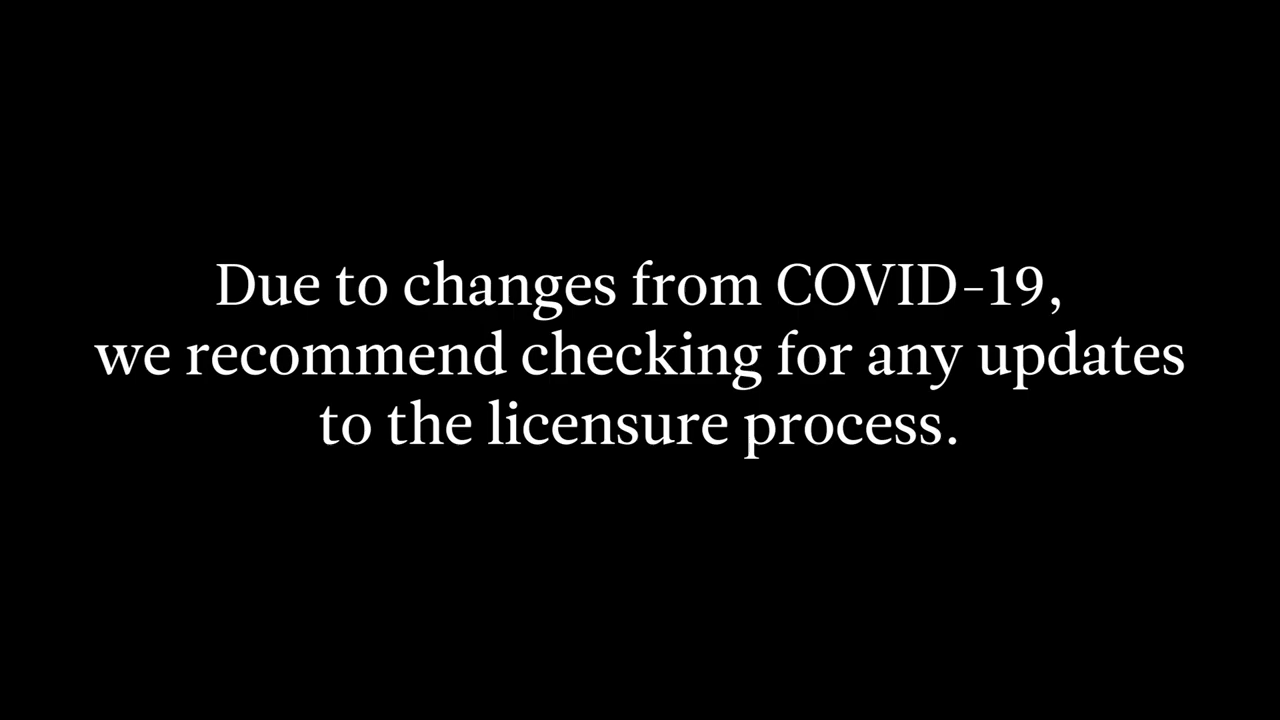 Due to changes from COVID-19,
we recommend checking for any updates
to the licensure process.